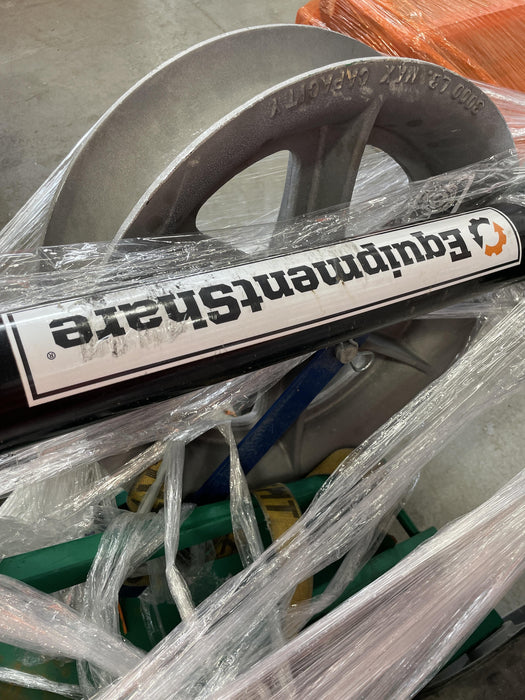 3000 LB. MAX CAPACITY
EquipmentShare®